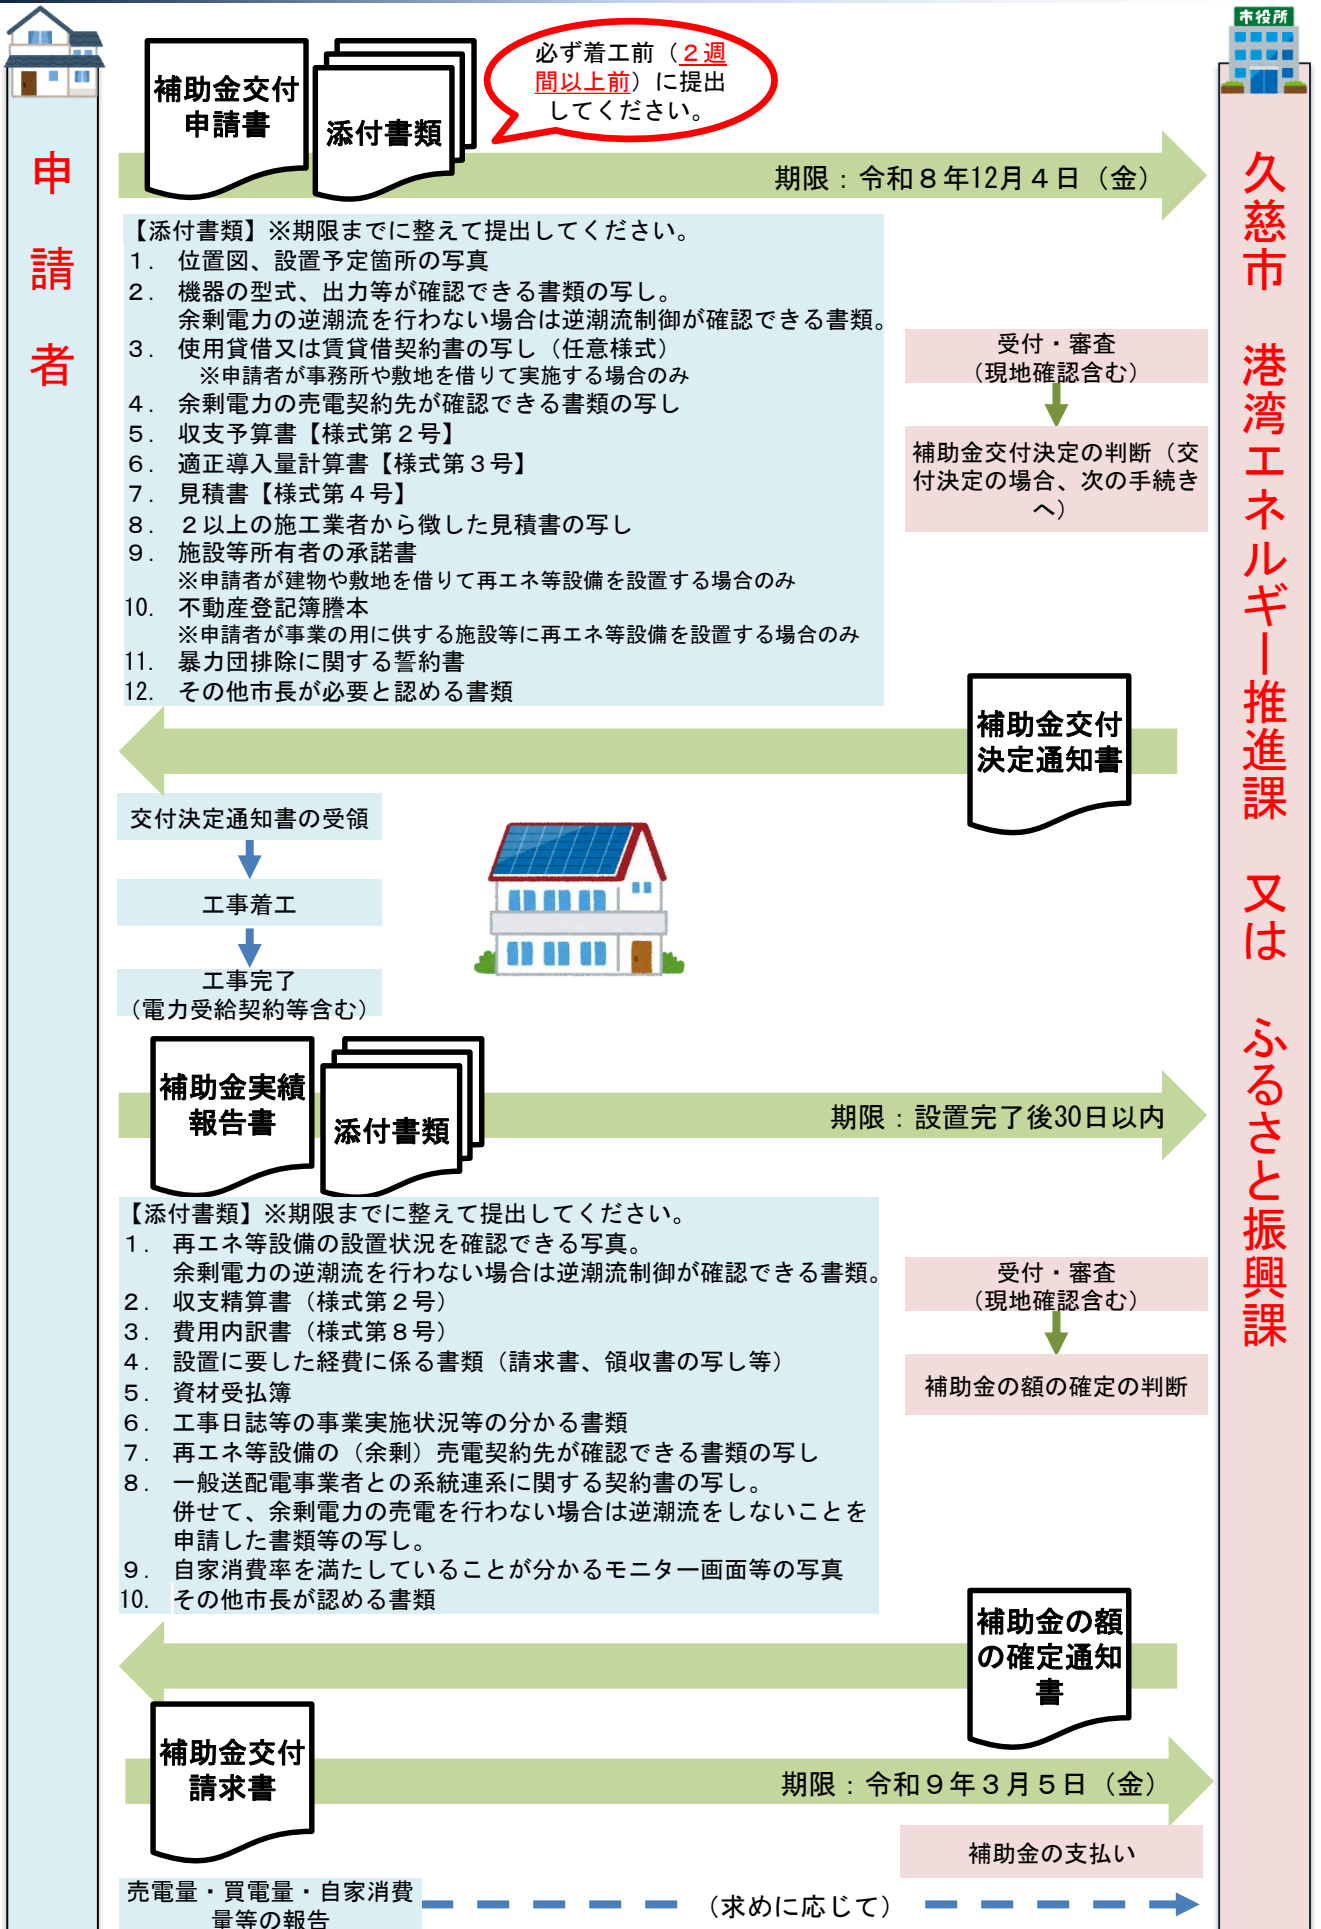 市役所
必ず着工前（２週
間以上前）に提出
してください。
補助金交付
申請書
添付書類
期限：令和８年12月４日（金）
申請者
久慈市　港湾エネルギー推進課　又は　ふるさと振興課
【添付書類】※期限までに整えて提出してください。
１． 位置図、設置予定箇所の写真
２． 機器の型式、出力等が確認できる書類の写し。
余剰電力の逆潮流を行わない場合は逆潮流制御が確認できる書類。
３． 使用貸借又は賃貸借契約書の写し（任意様式）
※申請者が事務所や敷地を借りて実施する場合のみ
４． 余剰電力の売電契約先が確認できる書類の写し
５． 収支予算書【様式第２号】
６． 適正導入量計算書【様式第３号】
７． 見積書【様式第４号】
８． ２以上の施工業者から徴した見積書の写し
９． 施設等所有者の承諾書
※申請者が建物や敷地を借りて再エネ等設備を設置する場合のみ
10. 不動産登記簿謄本
※申請者が事業の用に供する施設等に再エネ等設備を設置する場合のみ
11. 暴力団排除に関する誓約書
12. その他市長が必要と認める書類
受付・審査
（現地確認含む）
補助金交付決定の判断（交
付決定の場合、次の手続き
へ）
補助金交付
決定通知書
交付決定通知書の受領
工事着工
工事完了
（電力受給契約等含む）
補助金実績
報告書
添付書類
期限：設置完了後30日以内
【添付書類】※期限までに整えて提出してください。
１． 再エネ等設備の設置状況を確認できる写真。
余剰電力の逆潮流を行わない場合は逆潮流制御が確認できる書類。
２． 収支精算書（様式第２号）
３． 費用内訳書（様式第８号）
４． 設置に要した経費に係る書類（請求書、領収書の写し等）
５． 資材受払簿
６． 工事日誌等の事業実施状況等の分かる書類
７． 再エネ等設備の（余剰）売電契約先が確認できる書類の写し
８． 一般送配電事業者との系統連系に関する契約書の写し。
併せて、余剰電力の売電を行わない場合は逆潮流をしないことを
申請した書類等の写し。
９． 自家消費率を満たしていることが分かるモニター画面等の写真
10. その他市長が認める書類
受付・審査
（現地確認含む）
補助金の額の確定の判断
補助金の額
の確定通知
書
補助金交付
請求書
期限：令和９年３月５日（金）
補助金の支払い
売電量・買電量・自家消費
量等の報告
（求めに応じて）